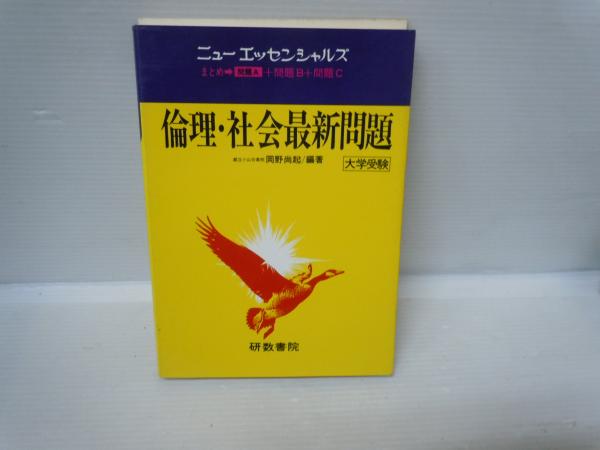 ニューエッセンシャルズ
まとめ➡問題A+問題B+問題C
倫理・社会最新問題
岡野尚起/編著
大学受験
研数書院